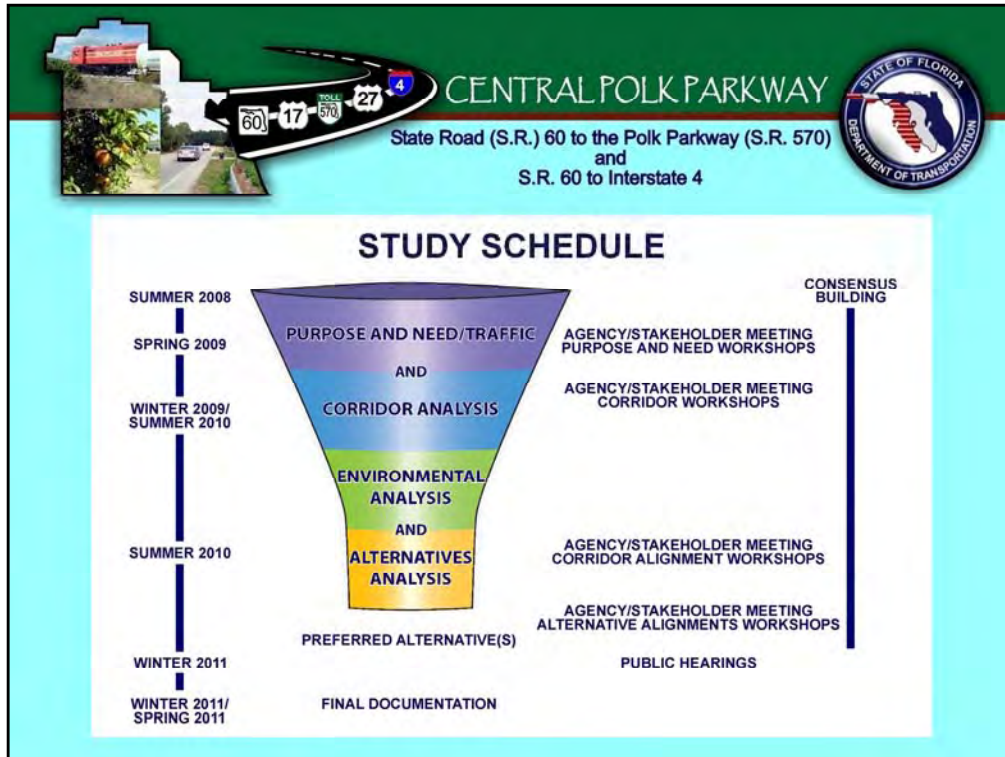 CENTRAL POLK PARKWAY
State Road (S.R.) 60 to the Polk Parkway (S.R. 570)
and
S.R. 60 to Interstate 4
60
17
TOLL
570
27
4
STATE OF FLORIDA
DEPARTMENT OF TRANSPORTATION
STUDY SCHEDULE
SUMMER 2008
SPRING 2009
WINTER 2009/
SUMMER 2010
SUMMER 2010
WINTER 2011
WINTER 2011/
SPRING 2011
PURPOSE AND NEED/TRAFFIC
AND
CORRIDOR ANALYSIS
ENVIRONMENTAL
ANALYSIS
AND
ALTERNATIVES
ANALYSIS
PREFERRED ALTERNATIVE(S)
FINAL DOCUMENTATION
CONSENSUS
BUILDING
AGENCY/STAKEHOLDER MEETING
PURPOSE AND NEED WORKSHOPS
AGENCY/STAKEHOLDER MEETING
CORRIDOR WORKSHOPS
AGENCY/STAKEHOLDER MEETING
CORRIDOR ALIGNMENT WORKSHOPS
AGENCY/STAKEHOLDER MEETING
ALTERNATIVE ALIGNMENTS WORKSHOPS
PUBLIC HEARINGS